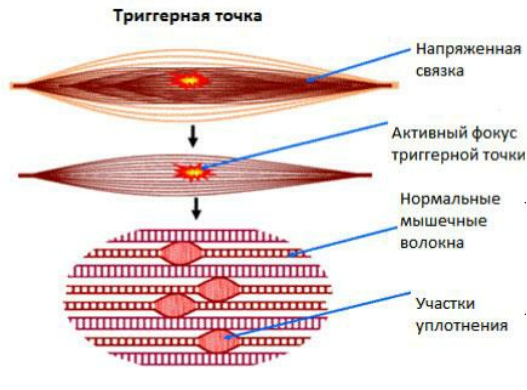 Триггерная точка
Напряженная
связка
Активный фокус
триггерной точки
Нормальные
мышечные
волокна
Участки
уплотнения